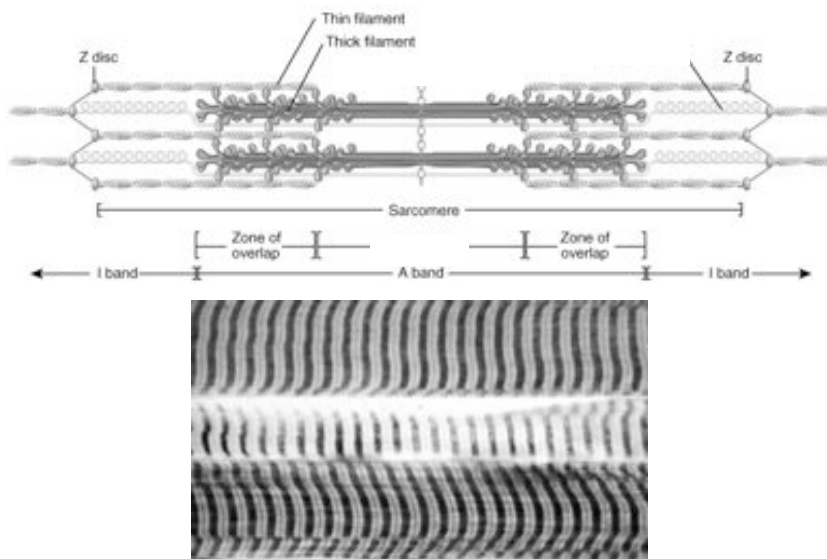 Thin filament
Thick filament
Z disc
Z disc
Sarcomere
Zone of
overlap
Zone of
overlap
I band
A band
I band